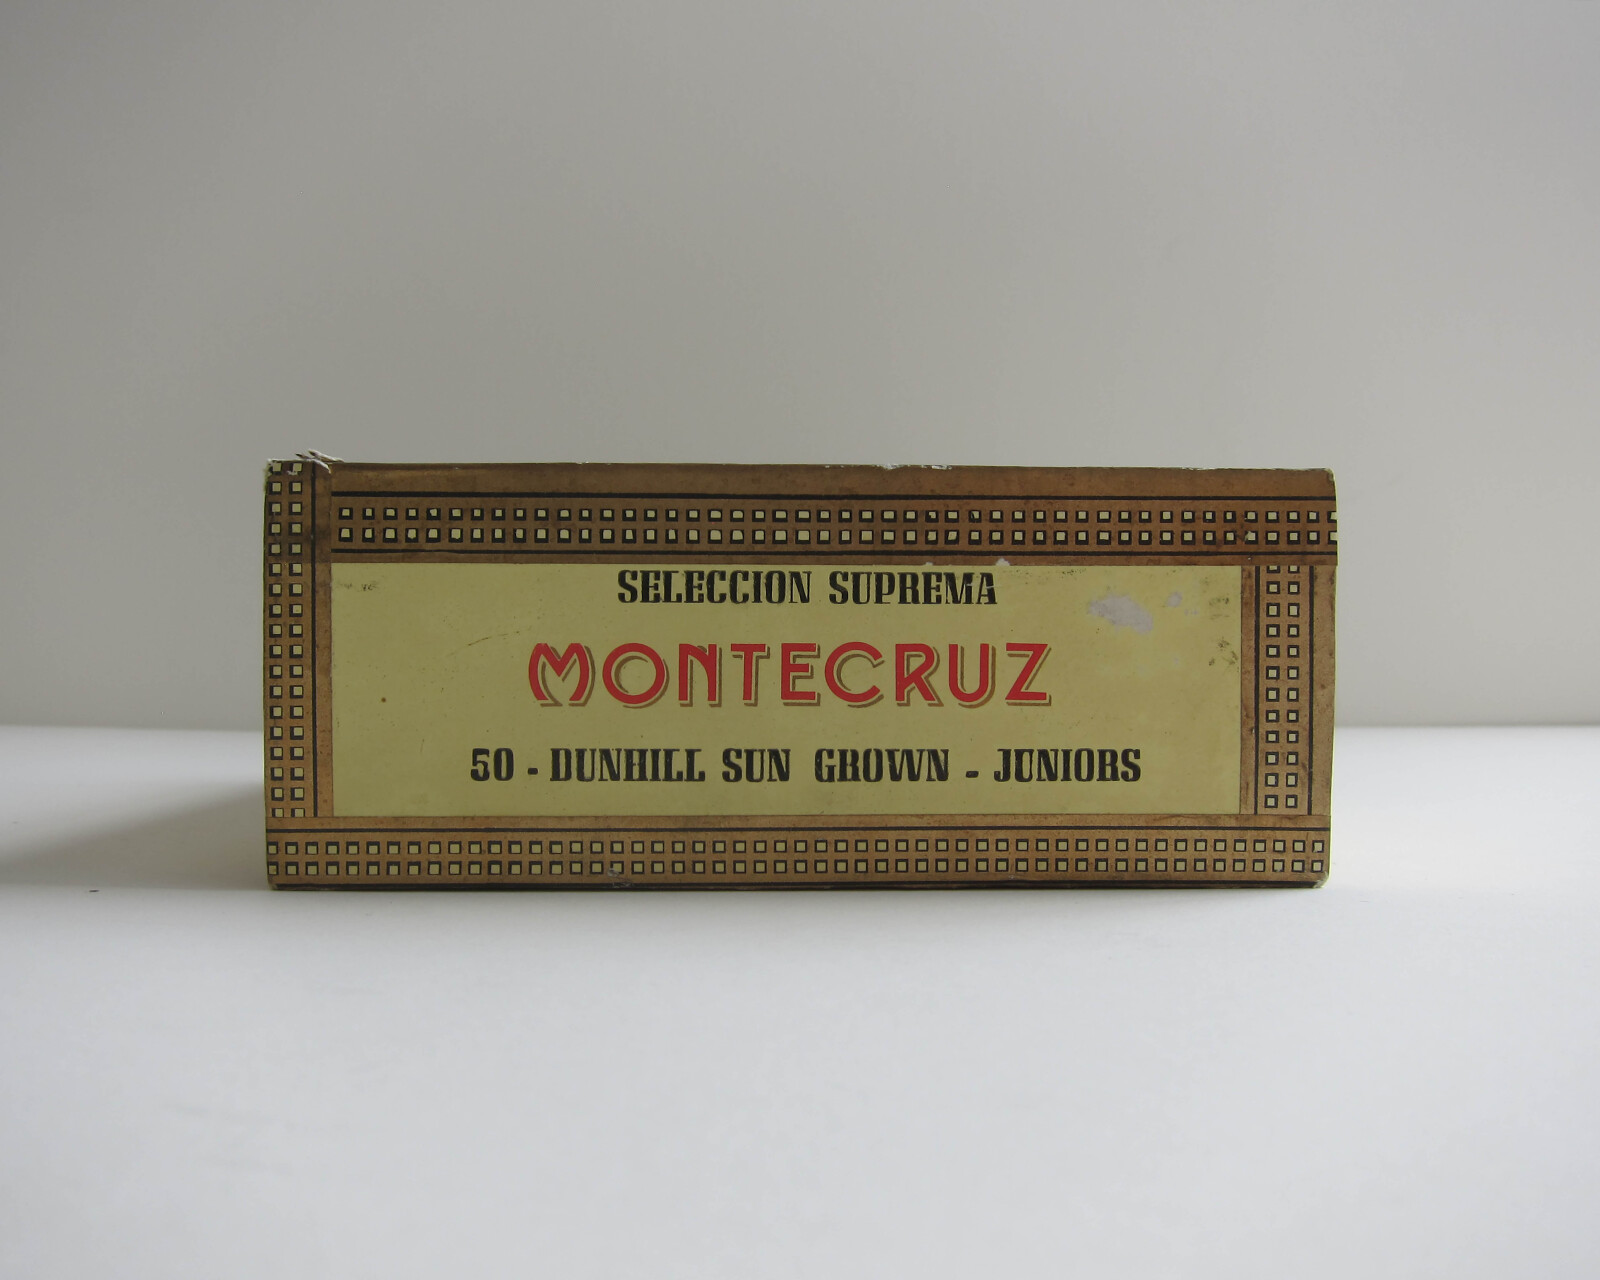 SELECCION SUPREMA
MONTECRUZ
50 - DUNHILL SUN GROWN - JUNIORS